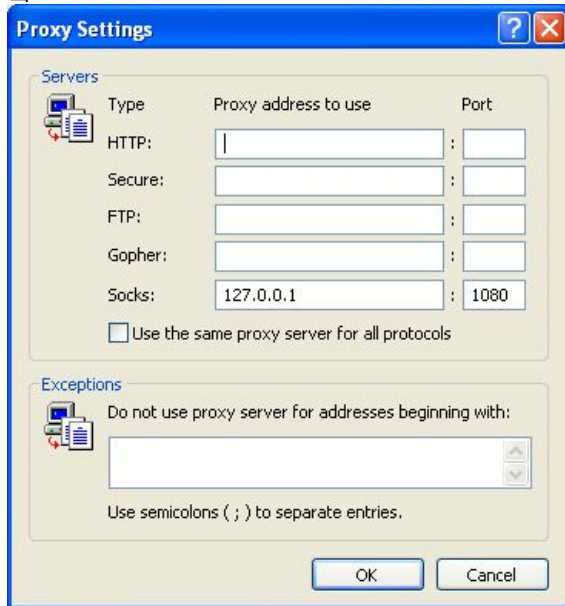 Proxy Settings
Servers
Type Proxy address to use Port
HTTP: :
Secure: :
FTP: :
Gopher: :
Socks: 127.0.0.1 : 1080
Use the same proxy server for all protocols
Exceptions
Do not use proxy server for addresses beginning with:
Use semicolons ( ; ) to separate entries.
OK Cancel